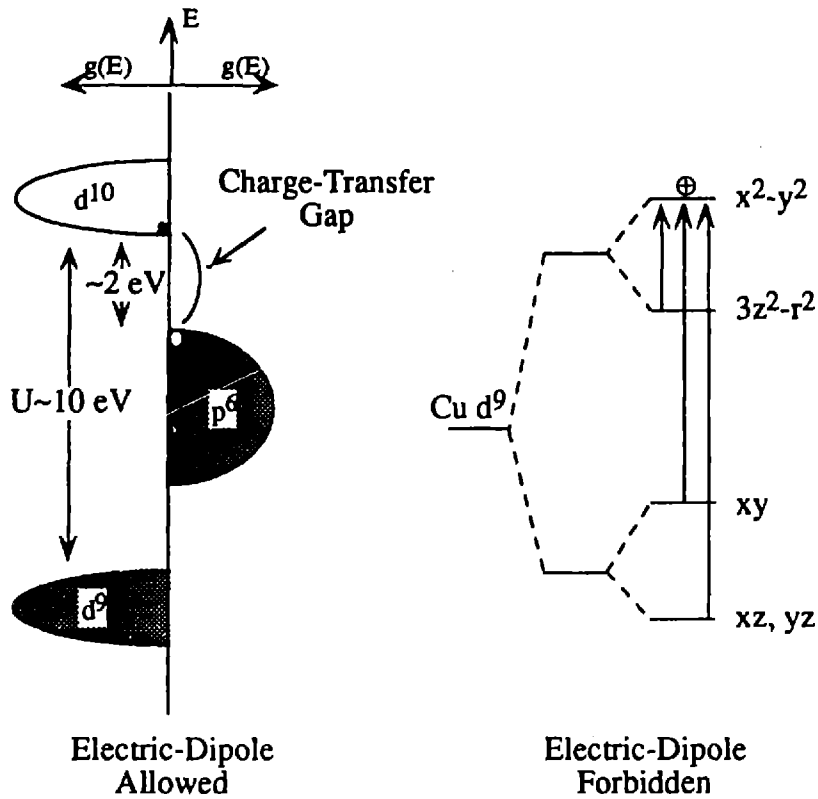 E
g(E) g(E)
d¹⁰
Charge-Transfer
Gap
~2 eV
U~10 eV
p⁶
d⁹
Electric-Dipole
Allowed
⊕
x²-y²
3z²-r²
Cu d⁹
xy
xz, yz
Electric-Dipole
Forbidden